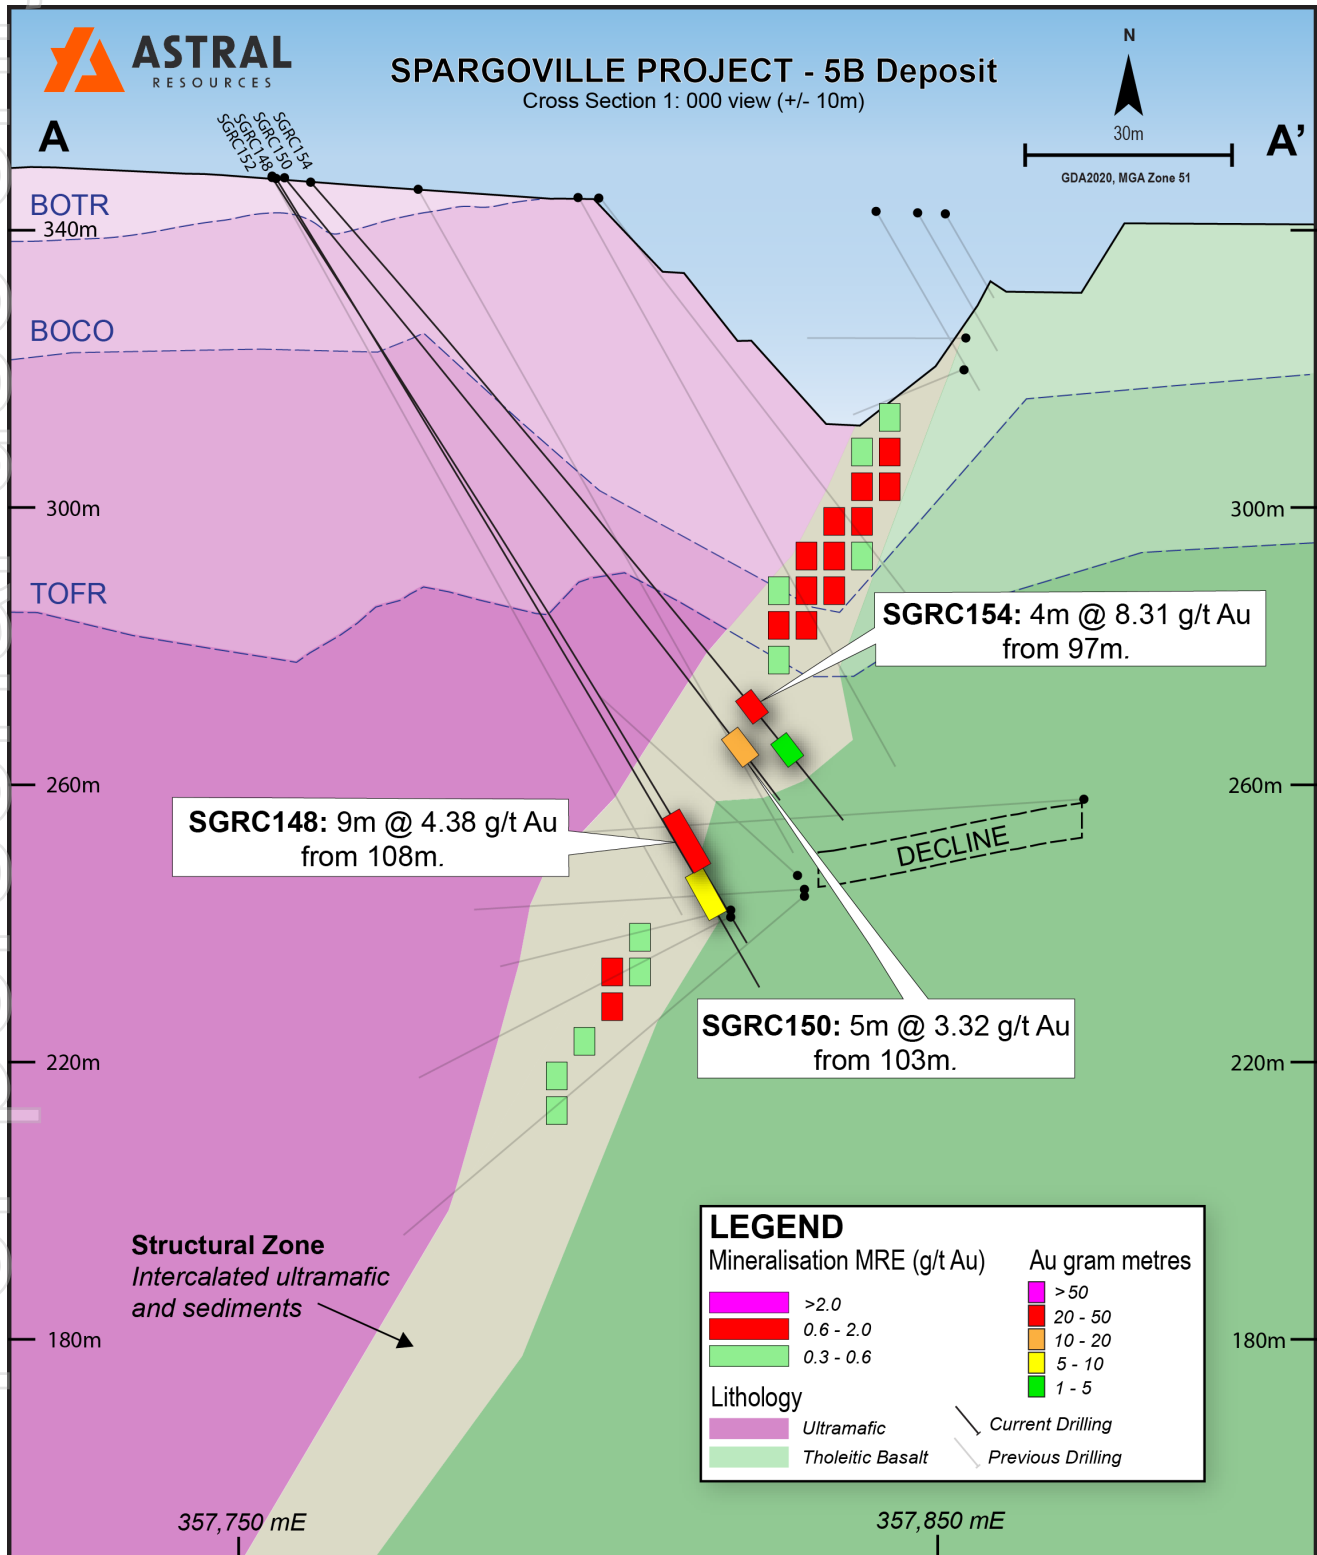 ASTRAL
RESOURCES
SPARGOVILLE PROJECT - 5B Deposit
Cross Section 1: 000 view (+/- 10m)
N
30m
GDA2020, MGA Zone 51
A
A'
SGRC152
SGRC148
SGRC150
SGRC154
BOTR
340m
BOCO
300m
300m
TOFR
SGRC154: 4m @ 8.31 g/t Au
from 97m.
260m
260m
SGRC148: 9m @ 4.38 g/t Au
from 108m.
DECLINE
SGRC150: 5m @ 3.32 g/t Au
from 103m.
220m
220m
Structural Zone
Intercalated ultramafic
and sediments
180m
180m
LEGEND
Mineralisation MRE (g/t Au)
>2.0
0.6 - 2.0
0.3 - 0.6
Au gram metres
>50
20 - 50
10 - 20
5 - 10
1 - 5
Lithology
Ultramafic
Tholeitic Basalt
Current Drilling
Previous Drilling
357,750 mE
357,850 mE